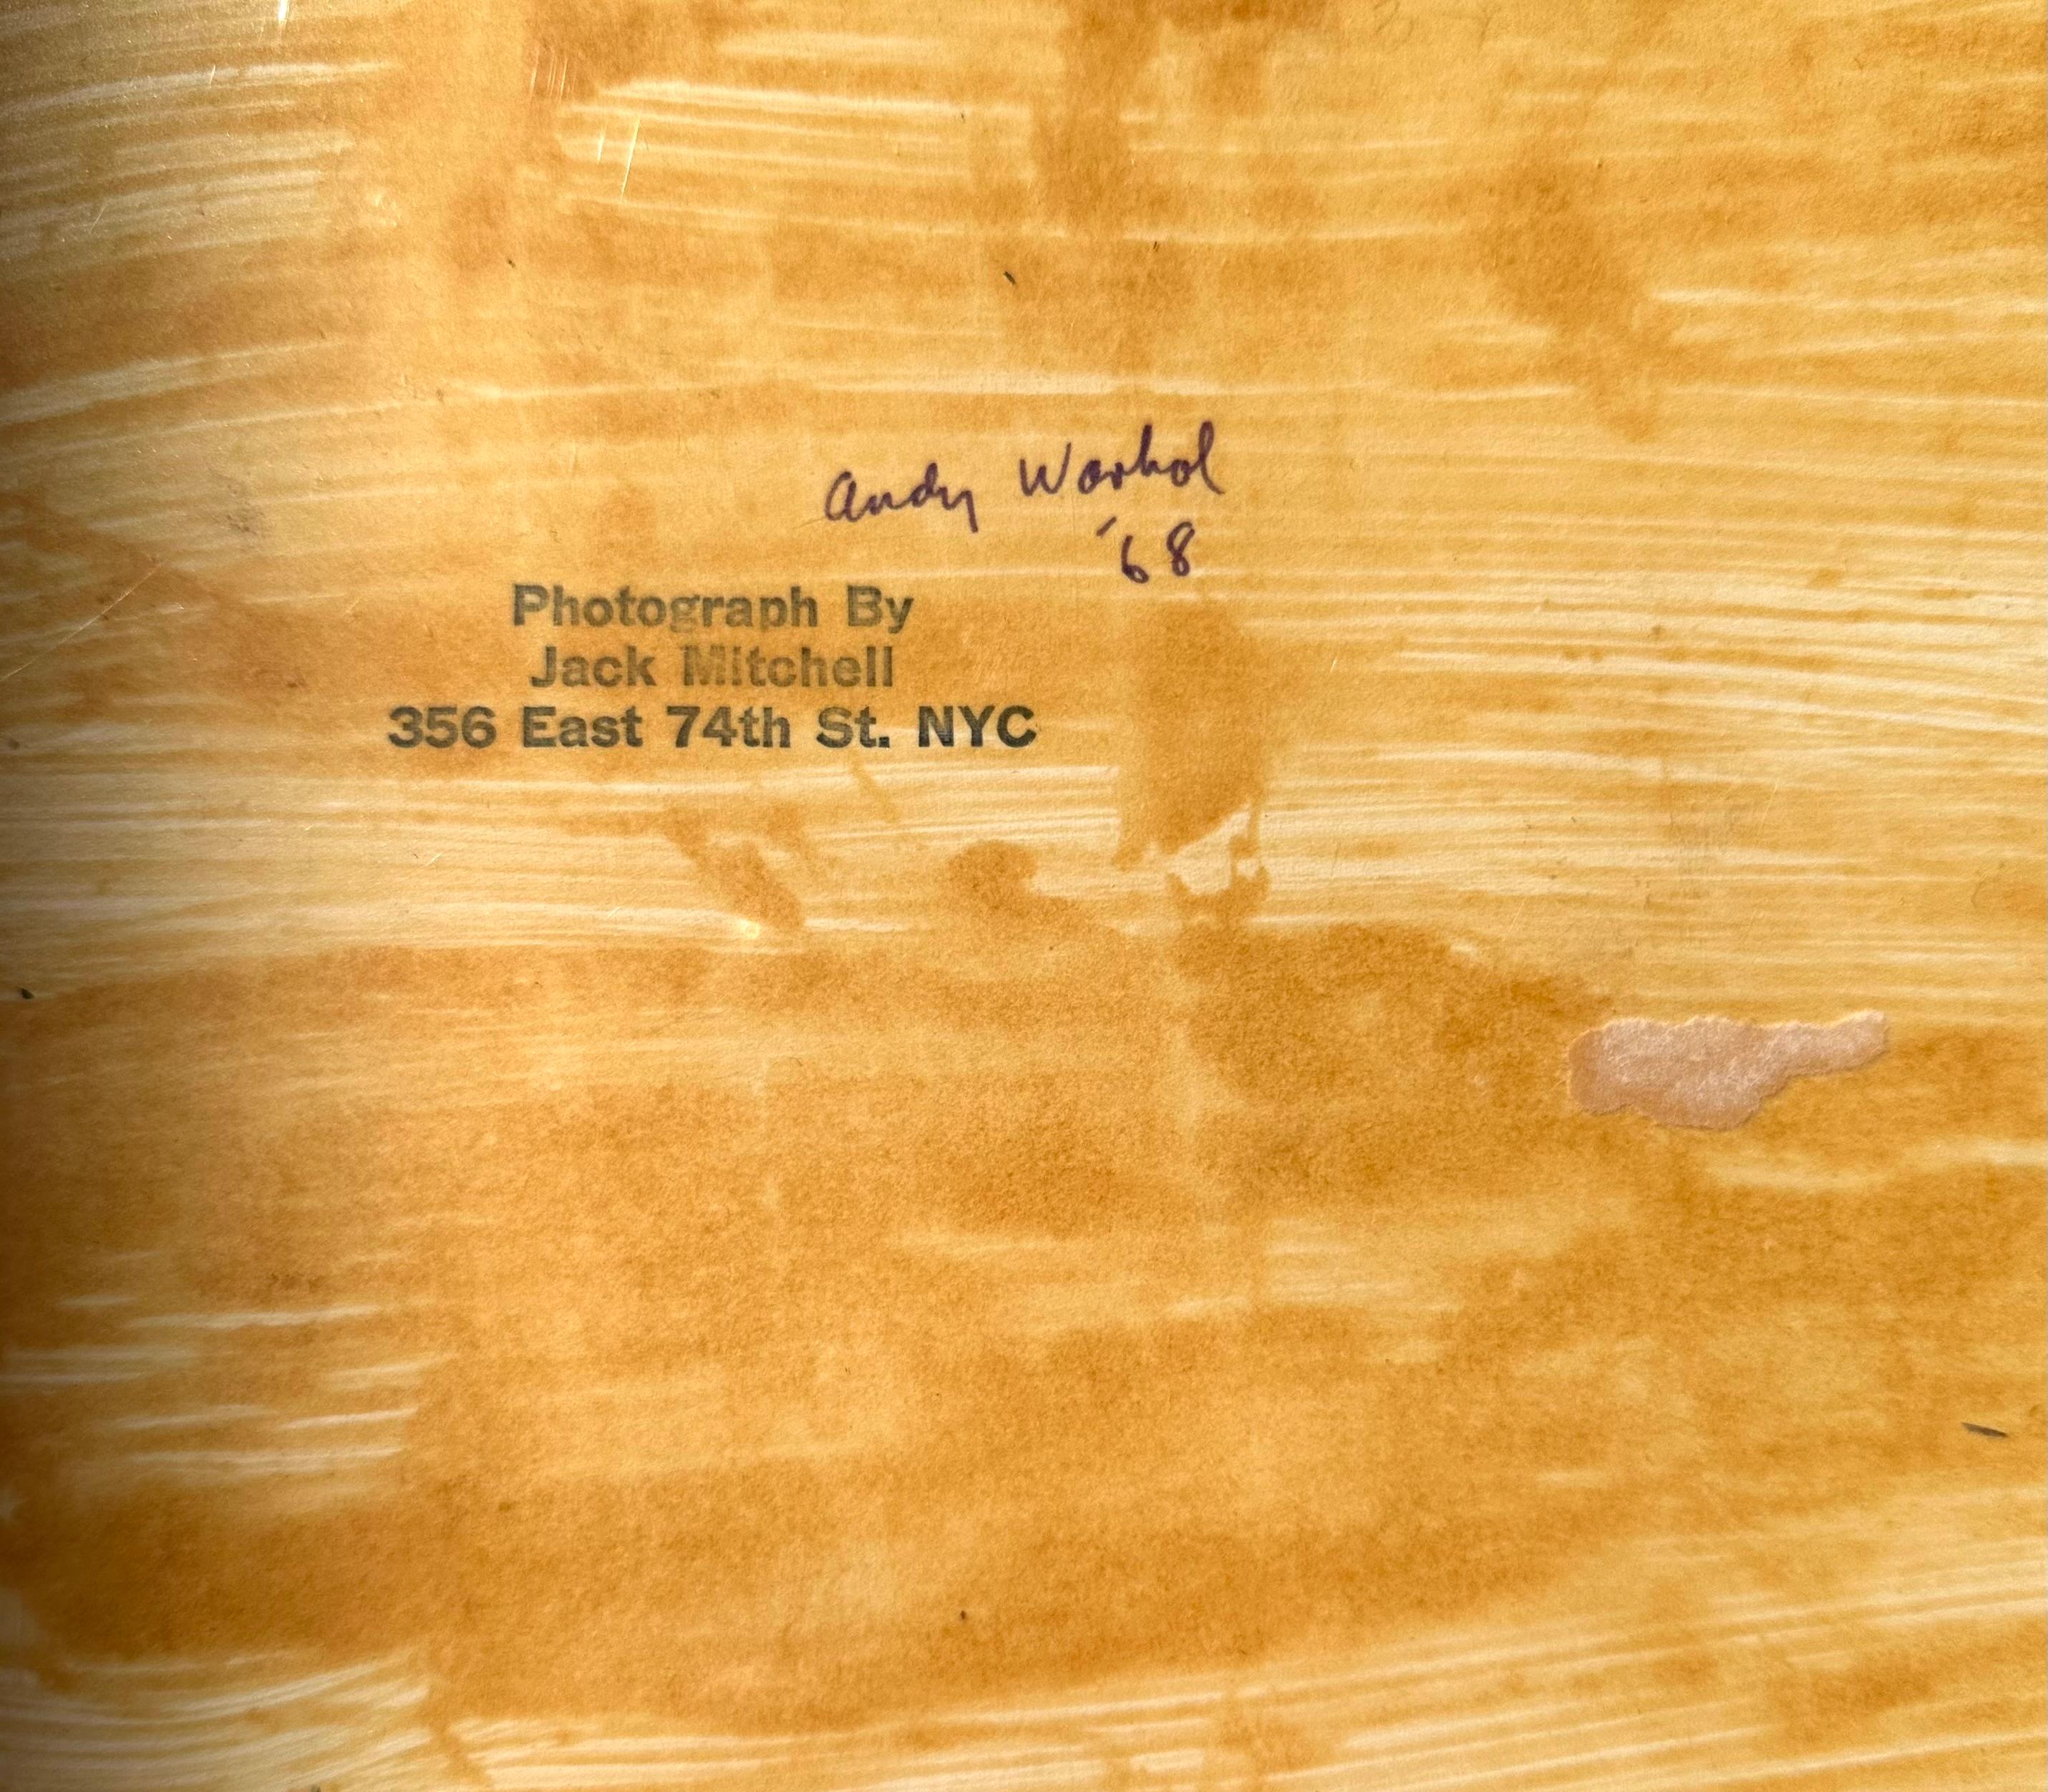 Andy Warhol
'68
Photograph By
Jack Mitchell
356 East 74th St. NYC